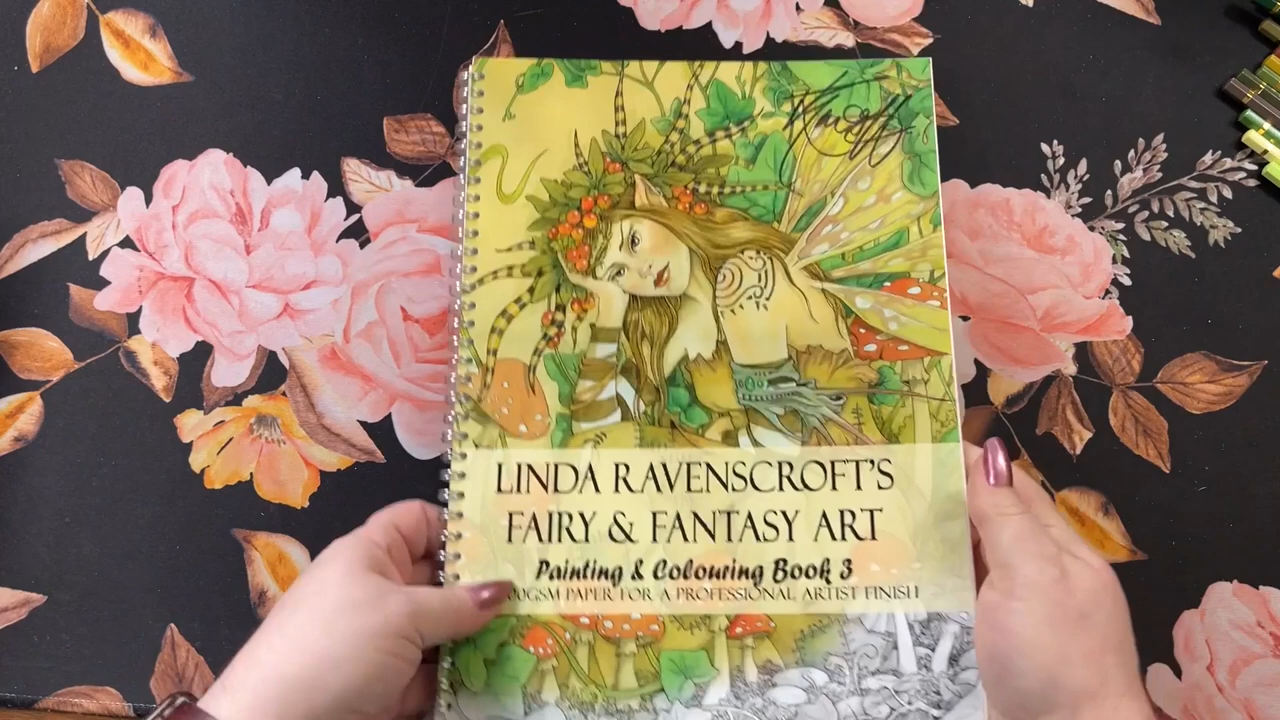 LINDA RAVENSCROFT'S
FAIRY & FANTASY ART
Painting & Colouring Book 3
PAPER FOR A PROFESSIONAL ARTIST FINISH